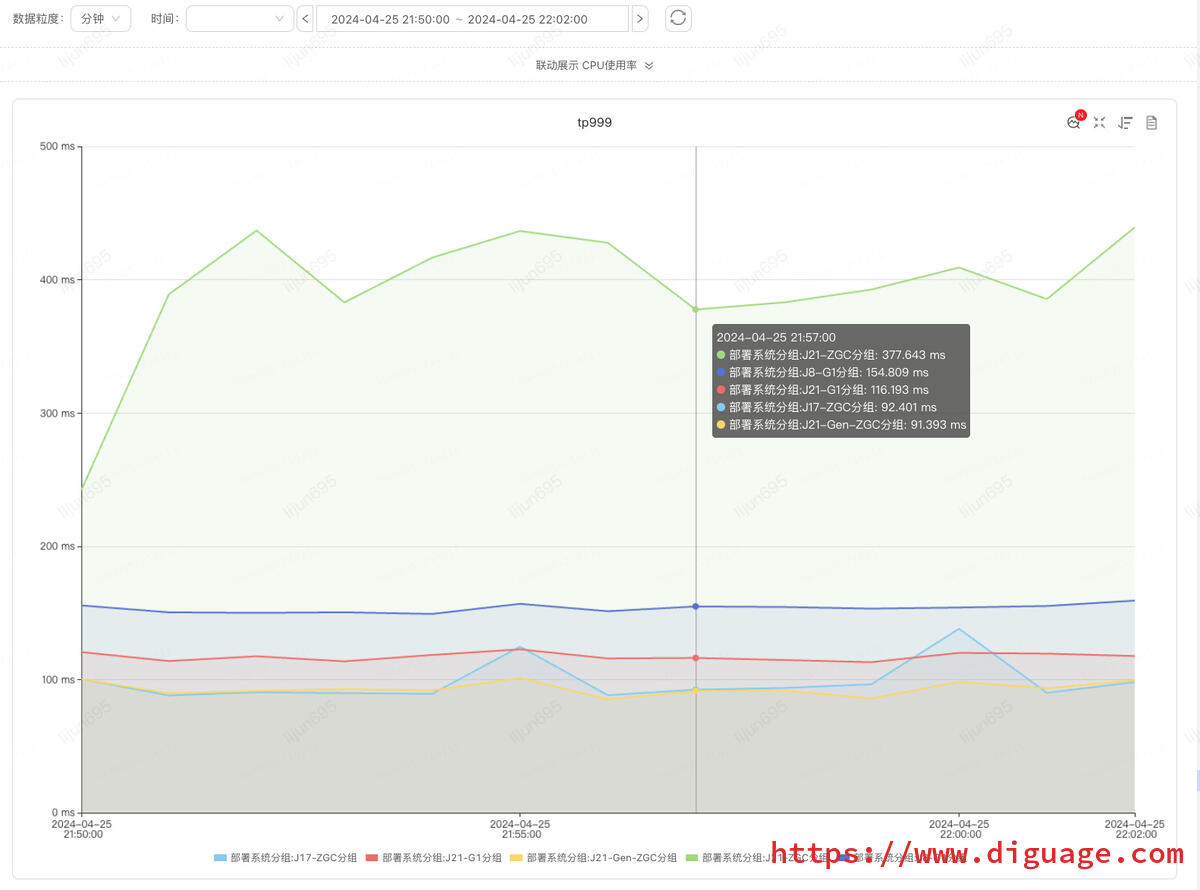 数据粒度: 分钟 时间: 2024-04-25 21:50:00 ~ 2024-04-25 22:02:00
联动展示 CPU使用率
tp999
N
500 ms
400 ms
300 ms
200 ms
100 ms
0 ms
2024-04-25 21:57:00
部署系统分组:J21-ZGC分组: 377.643 ms
部署系统分组:J8-G1分组: 154.809 ms
部署系统分组:J21-G1分组: 116.193 ms
部署系统分组:J17-ZGC分组: 92.401 ms
部署系统分组:J21-Gen-ZGC分组: 91.393 ms
2024-04-25
21:50:00
2024-04-25
21:55:00
2024-04-25
22:00:00
2024-04-25
22:02:00
部署系统分组:J17-ZGC分组 部署系统分组:J21-G1分组 部署系统分组:J21-Gen-ZGC分组 部署系统分组:J21-ZGC分组 部署系统分组
https://www.diguage.com
lijun695